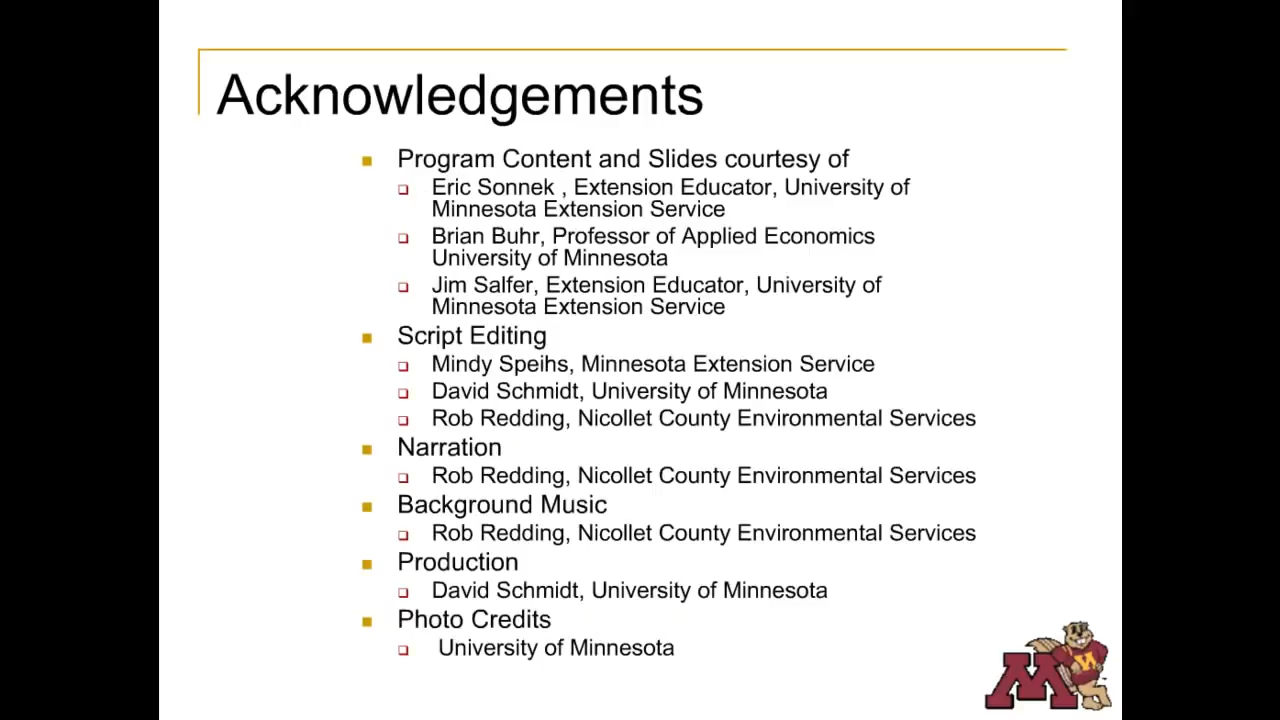 Acknowledgements
Program Content and Slides courtesy of
Eric Sonnek , Extension Educator, University of
Minnesota Extension Service
Brian Buhr, Professor of Applied Economics
University of Minnesota
Jim Salfer, Extension Educator, University of
Minnesota Extension Service
Script Editing
Mindy Speihs, Minnesota Extension Service
David Schmidt, University of Minnesota
Rob Redding, Nicollet County Environmental Services
Narration
Rob Redding, Nicollet County Environmental Services
Background Music
Rob Redding, Nicollet County Environmental Services
Production
David Schmidt, University of Minnesota
Photo Credits
University of Minnesota
M